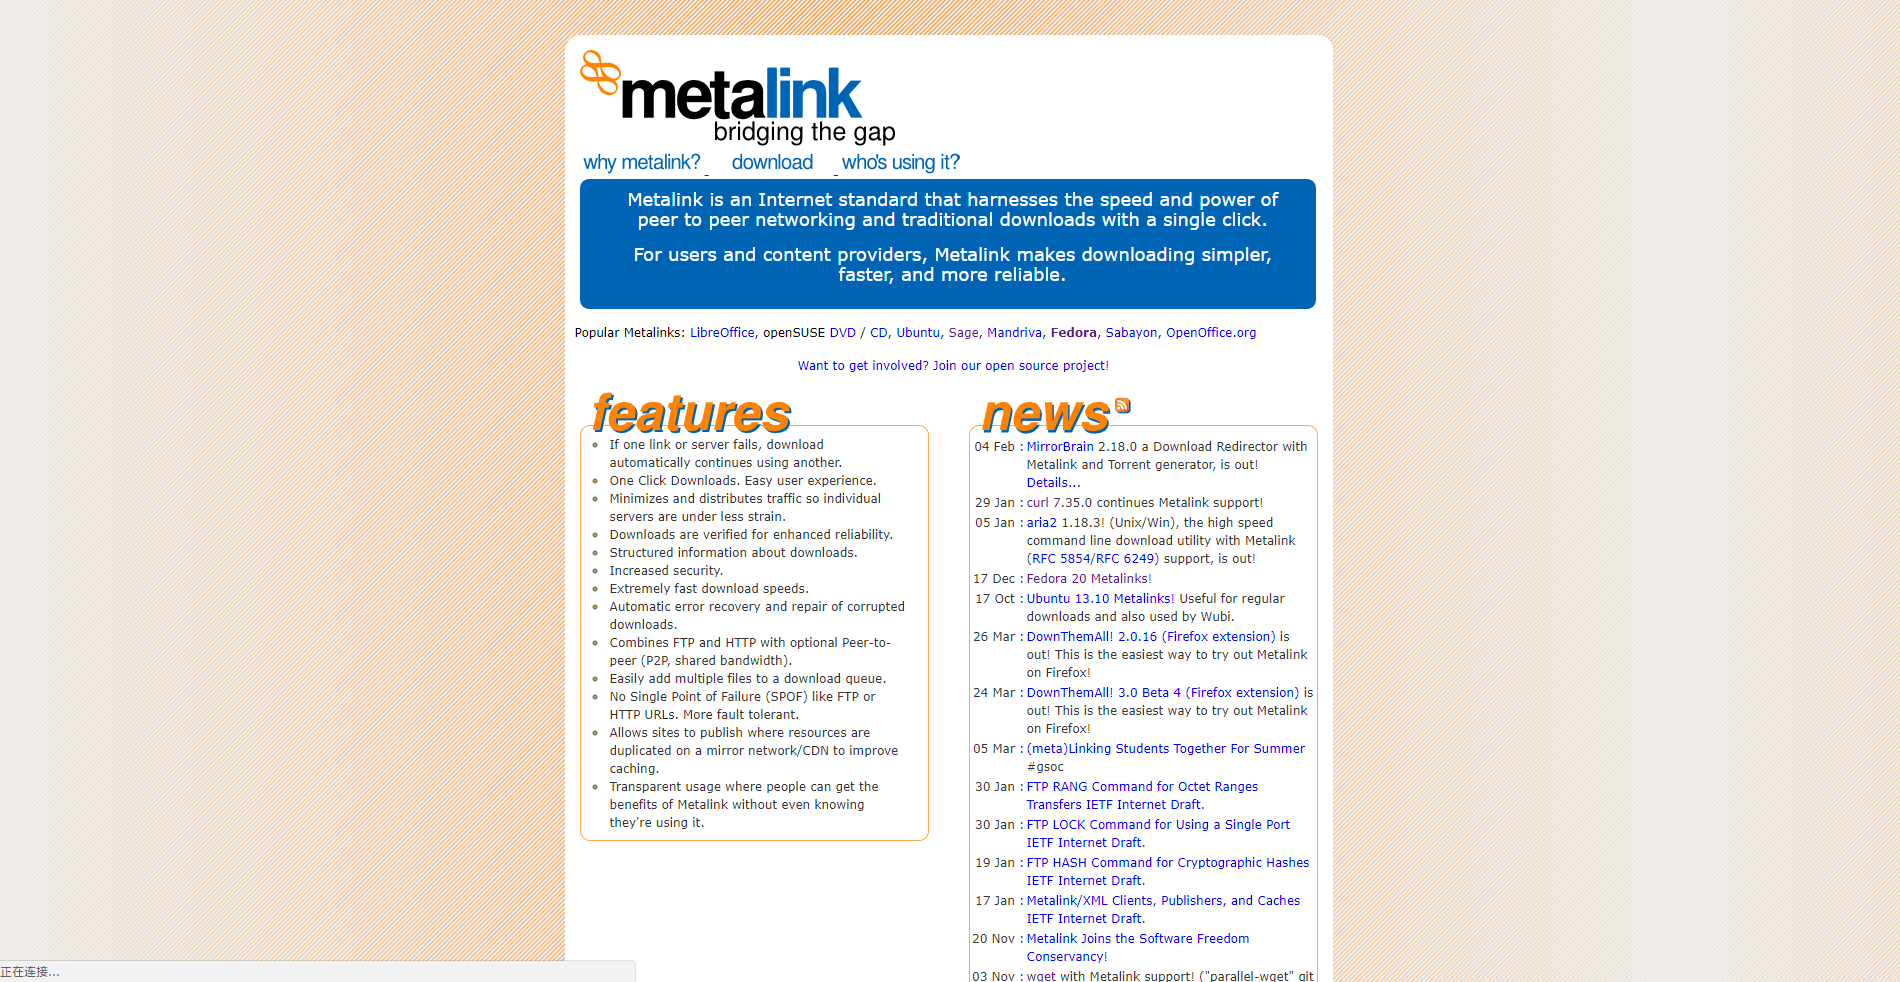 metalink
bridging the gap
why metalink? download who's using it?
Metalink is an Internet standard that harnesses the speed and power of
peer to peer networking and traditional downloads with a single click.
For users and content providers, Metalink makes downloading simpler,
faster, and more reliable.
Popular Metalinks: LibreOffice, openSUSE DVD / CD, Ubuntu, Sage, Mandriva, Fedora, Sabayon, OpenOffice.org
Want to get involved? Join our open source project!
features
If one link or server fails, download
automatically continues using another.
One Click Downloads. Easy user experience.
Minimizes and distributes traffic so individual
servers are under less strain.
Downloads are verified for enhanced reliability.
Structured information about downloads.
Increased security.
Extremely fast download speeds.
Automatic error recovery and repair of corrupted
downloads.
Combines FTP and HTTP with optional Peer-to-
peer (P2P, shared bandwidth).
Easily add multiple files to a download queue.
No Single Point of Failure (SPOF) like FTP or
HTTP URLs. More fault tolerant.
Allows sites to publish where resources are
duplicated on a mirror network/CDN to improve
caching.
Transparent usage where people can get the
benefits of Metalink without even knowing
they're using it.
news
04 Feb : MirrorBrain 2.18.0 a Download Redirector with
Metalink and Torrent generator, is out!
Details...
29 Jan : curl 7.35.0 continues Metalink support!
05 Jan : aria2 1.18.3! (Unix/Win), the high speed
command line download utility with Metalink
(RFC 5854/RFC 6249) support, is out!
17 Dec : Fedora 20 Metalinks!
17 Oct : Ubuntu 13.10 Metalinks! Useful for regular
downloads and also used by Wubi.
26 Mar : DownThemAll! 2.0.16 (Firefox extension) is
out! This is the easiest way to try out Metalink
on Firefox!
24 Mar : DownThemAll! 3.0 Beta 4 (Firefox extension) is
out! This is the easiest way to try out Metalink
on Firefox!
05 Mar : (meta)Linking Students Together For Summer
#gsoc
30 Jan : FTP RANG Command for Octet Ranges
Transfers IETF Internet Draft.
30 Jan : FTP LOCK Command for Using a Single Port
IETF Internet Draft.
19 Jan : FTP HASH Command for Cryptographic Hashes
IETF Internet Draft.
17 Jan : Metalink/XML Clients, Publishers, and Caches
IETF Internet Draft.
20 Nov : Metalink Joins the Software Freedom
Conservancy!
03 Nov : wget with Metalink support! ("parallel-wget" git
正在连接...